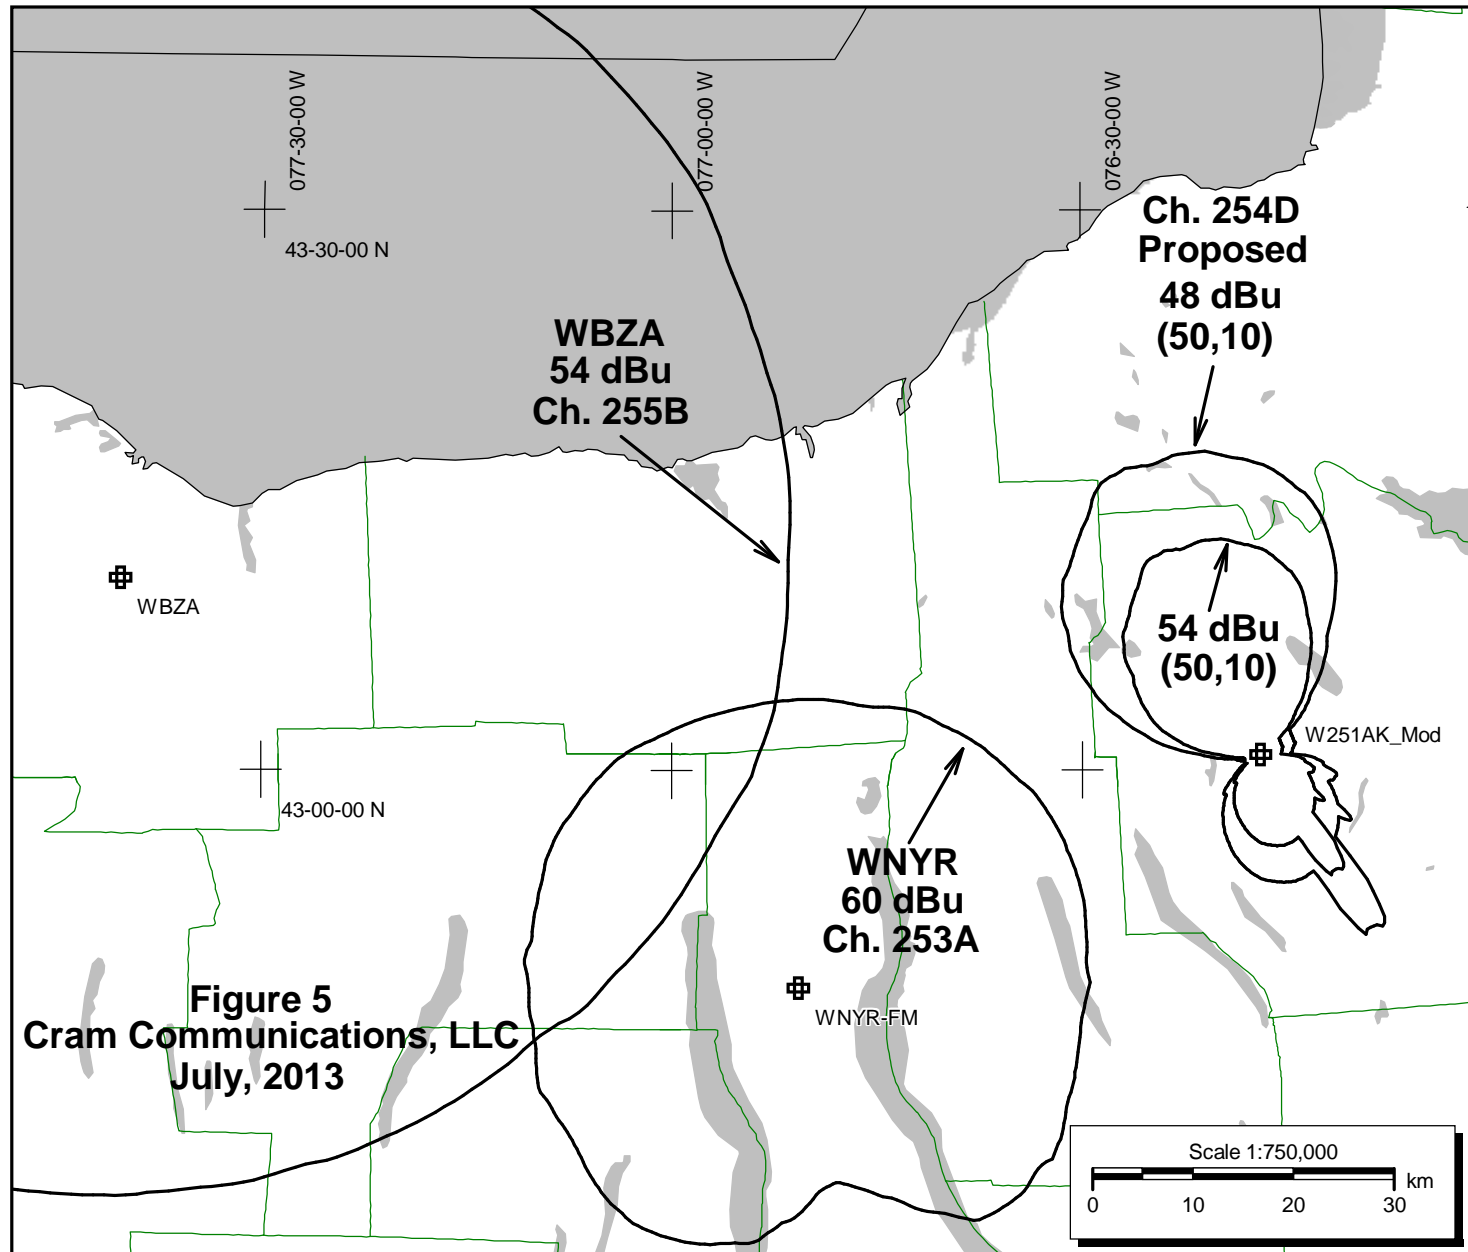 077-30-00 W
077-00-00 W
076-30-00 W
43-30-00 N
Ch. 254D
Proposed
48 dBu
(50,10)
WBZA
54 dBu
Ch. 255B
WBZA
54 dBu
(50,10)
W251AK_Mod
43-00-00 N
WNYR
60 dBu
Ch. 253A
WNYR-FM
Figure 5
Cram Communications, LLC
July, 2013
Scale 1:750,000
km
0 10 20 30